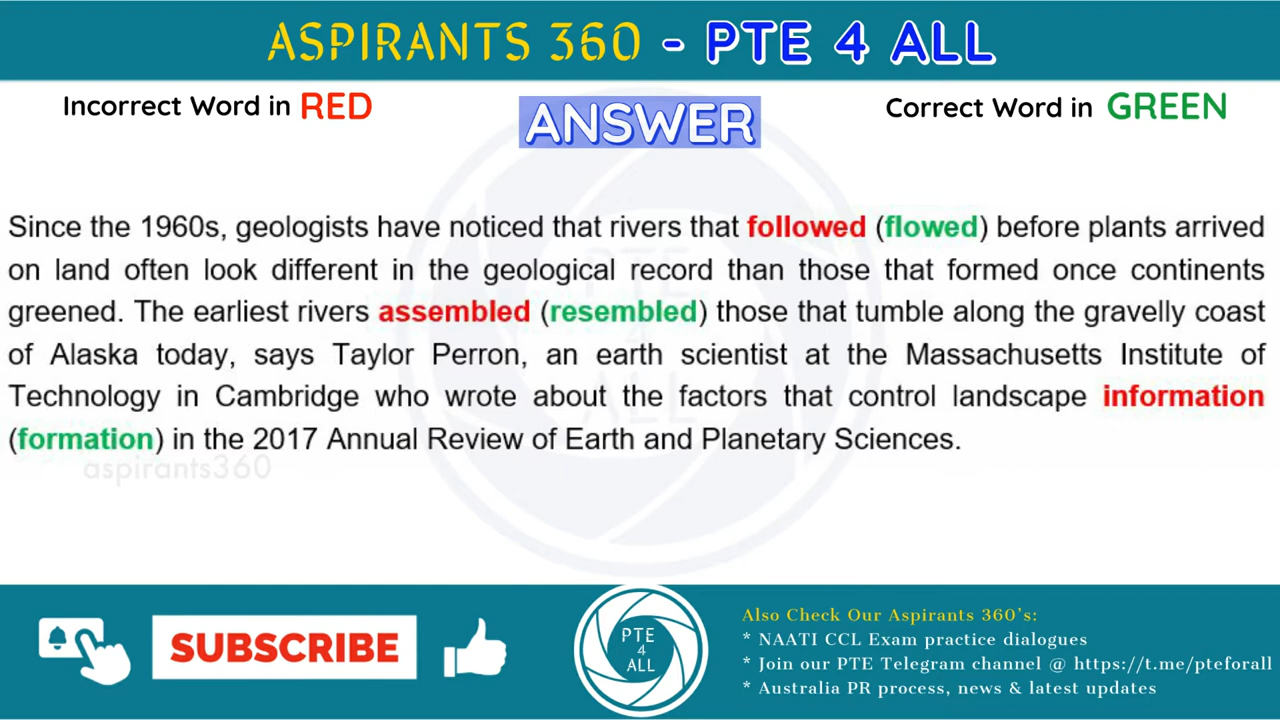 ASPIRANTS 360 - PTE 4 ALL
Incorrect Word in RED
ANSWER
Correct Word in GREEN
Since the 1960s, geologists have noticed that rivers that followed (flowed) before plants arrived
on land often look different in the geological record than those that formed once continents
greened. The earliest rivers assembled (resembled) those that tumble along the gravelly coast
of Alaska today, says Taylor Perron, an earth scientist at the Massachusetts Institute of
Technology in Cambridge who wrote about the factors that control landscape information
(formation) in the 2017 Annual Review of Earth and Planetary Sciences.
aspirants360
PTE
4
ALL
SUBSCRIBE
PTE
4
ALL
Also Check Our Aspirants 360's:
* NAATI CCL Exam practice dialogues
* Join our PTE Telegram channel @ https://t.me/pteforall
* Australia PR process, news & latest updates